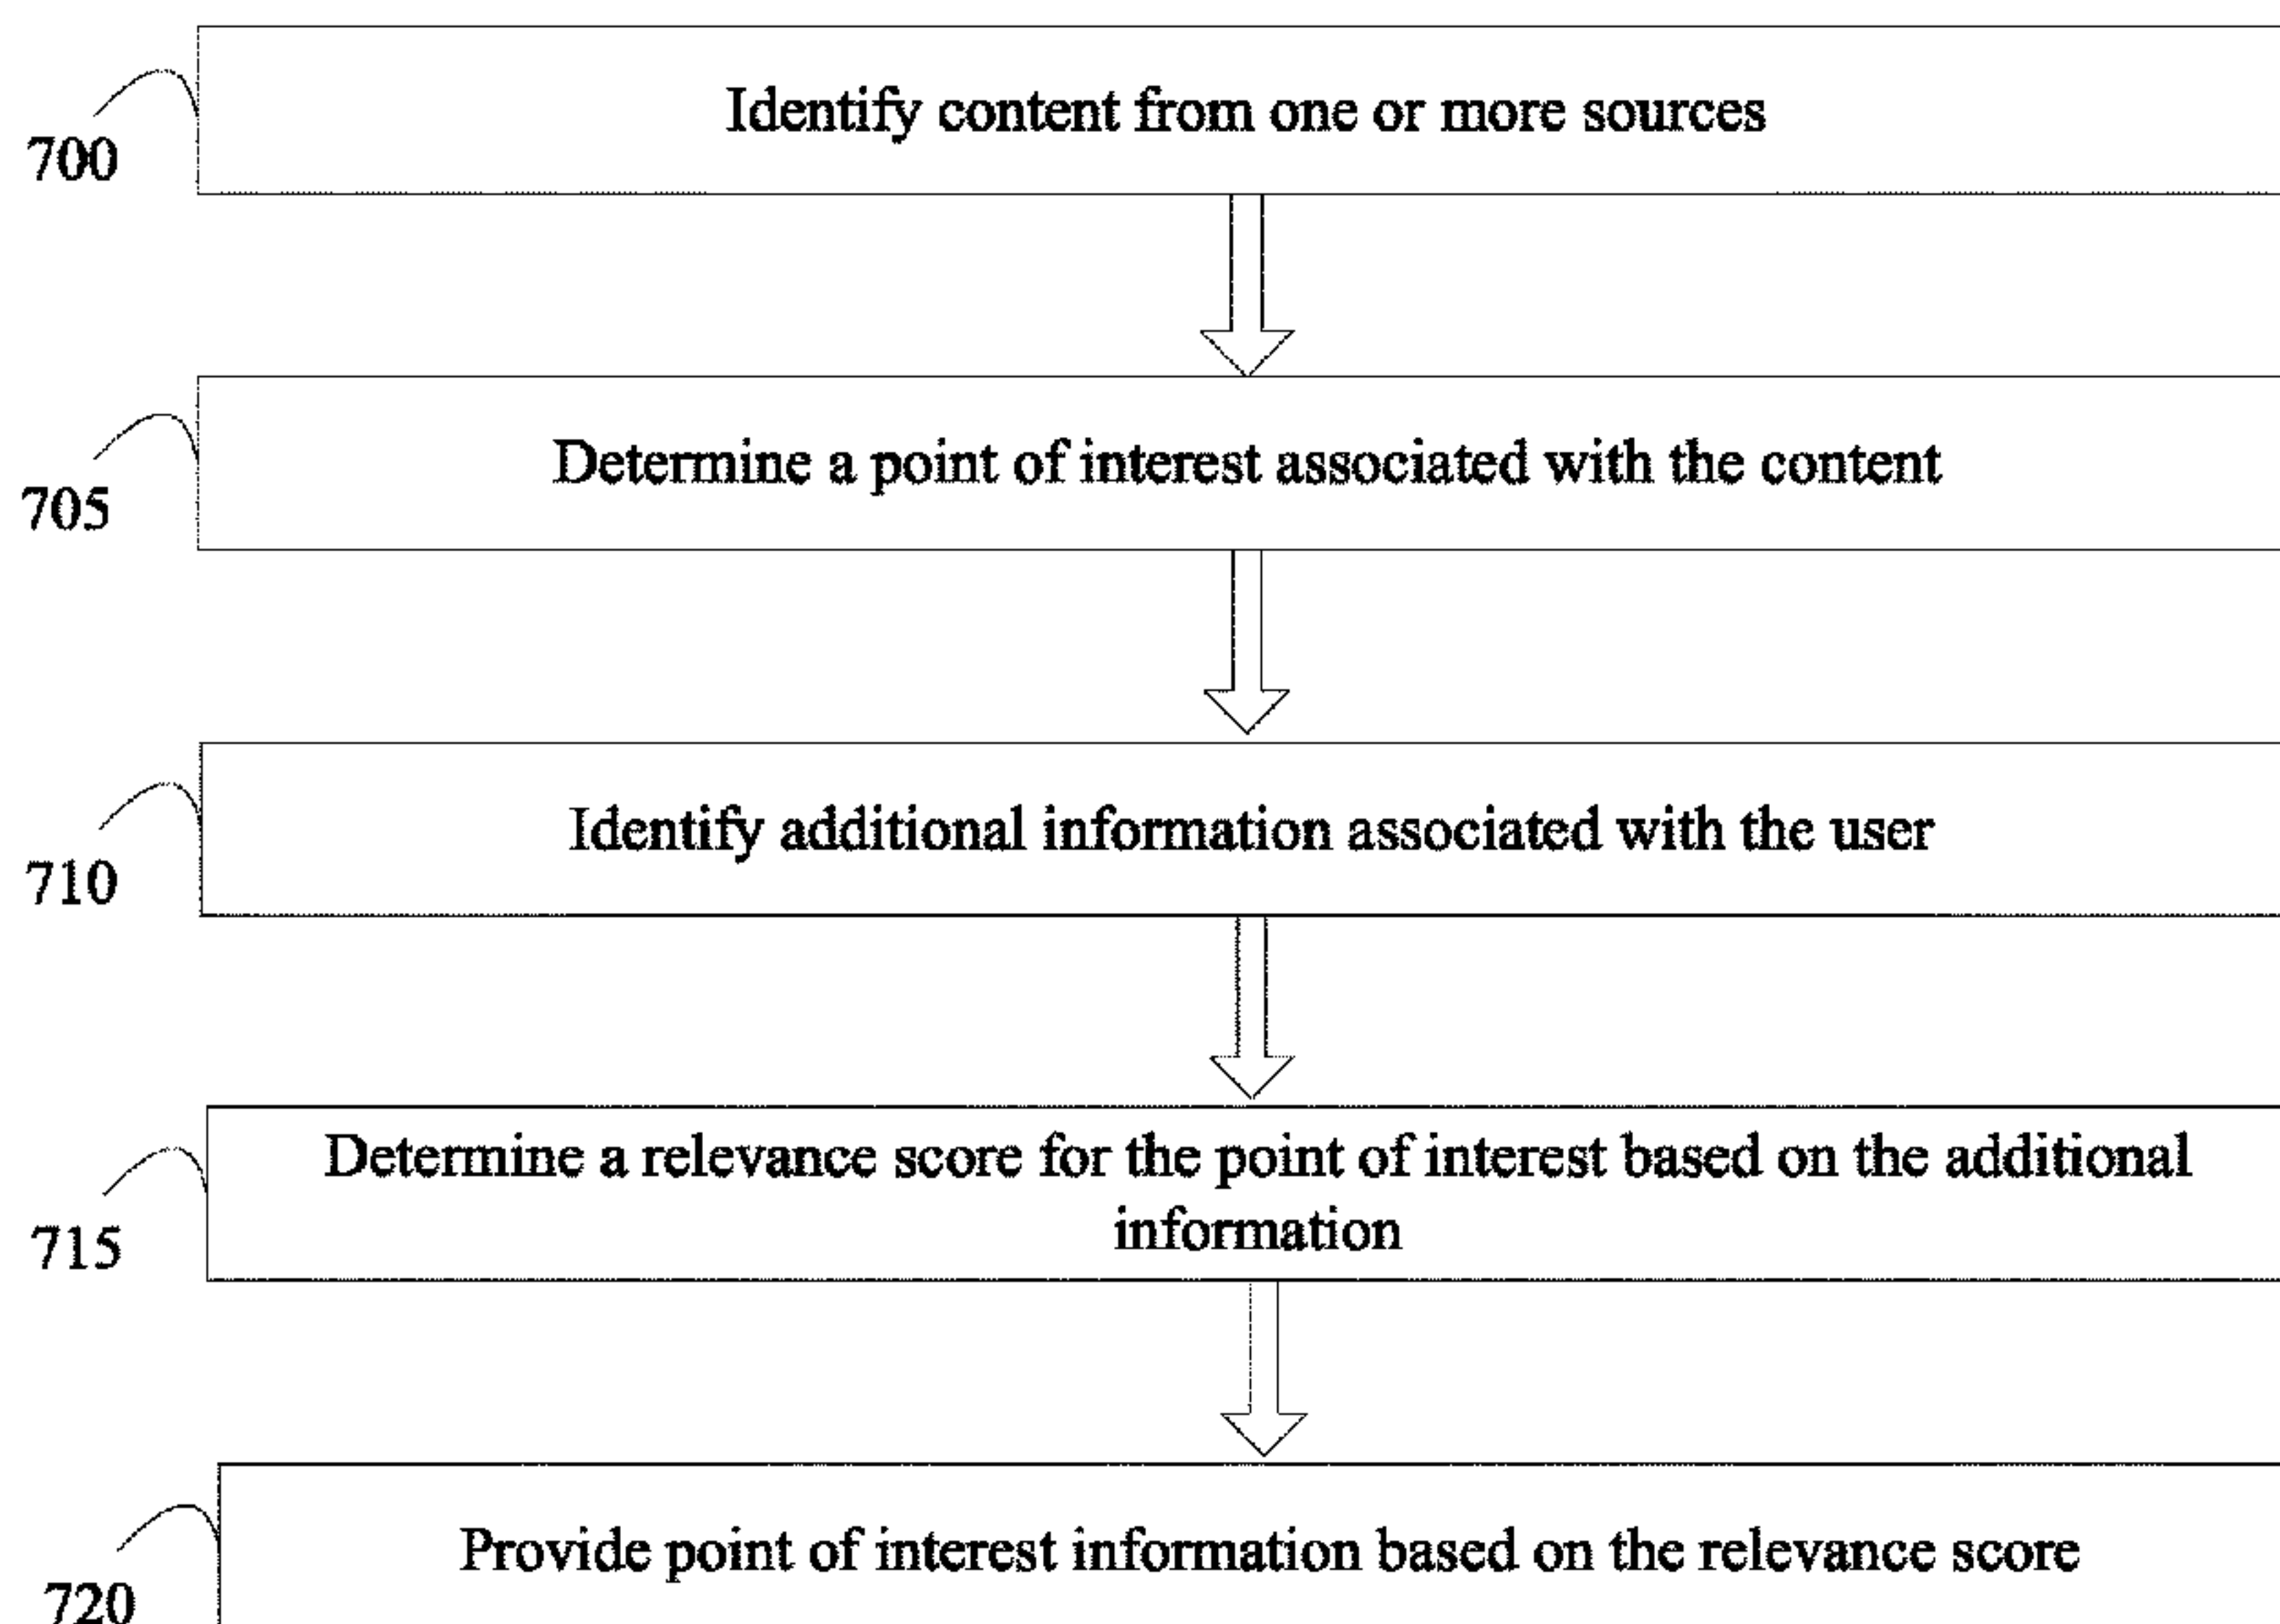 Identify content from one or more sources
700
Determine a point of interest associated with the content
705
Identify additional information associated with the user
710
Determine a relevance score for the point of interest based on the additional
information
715
Provide point of interest information based on the relevance score
720